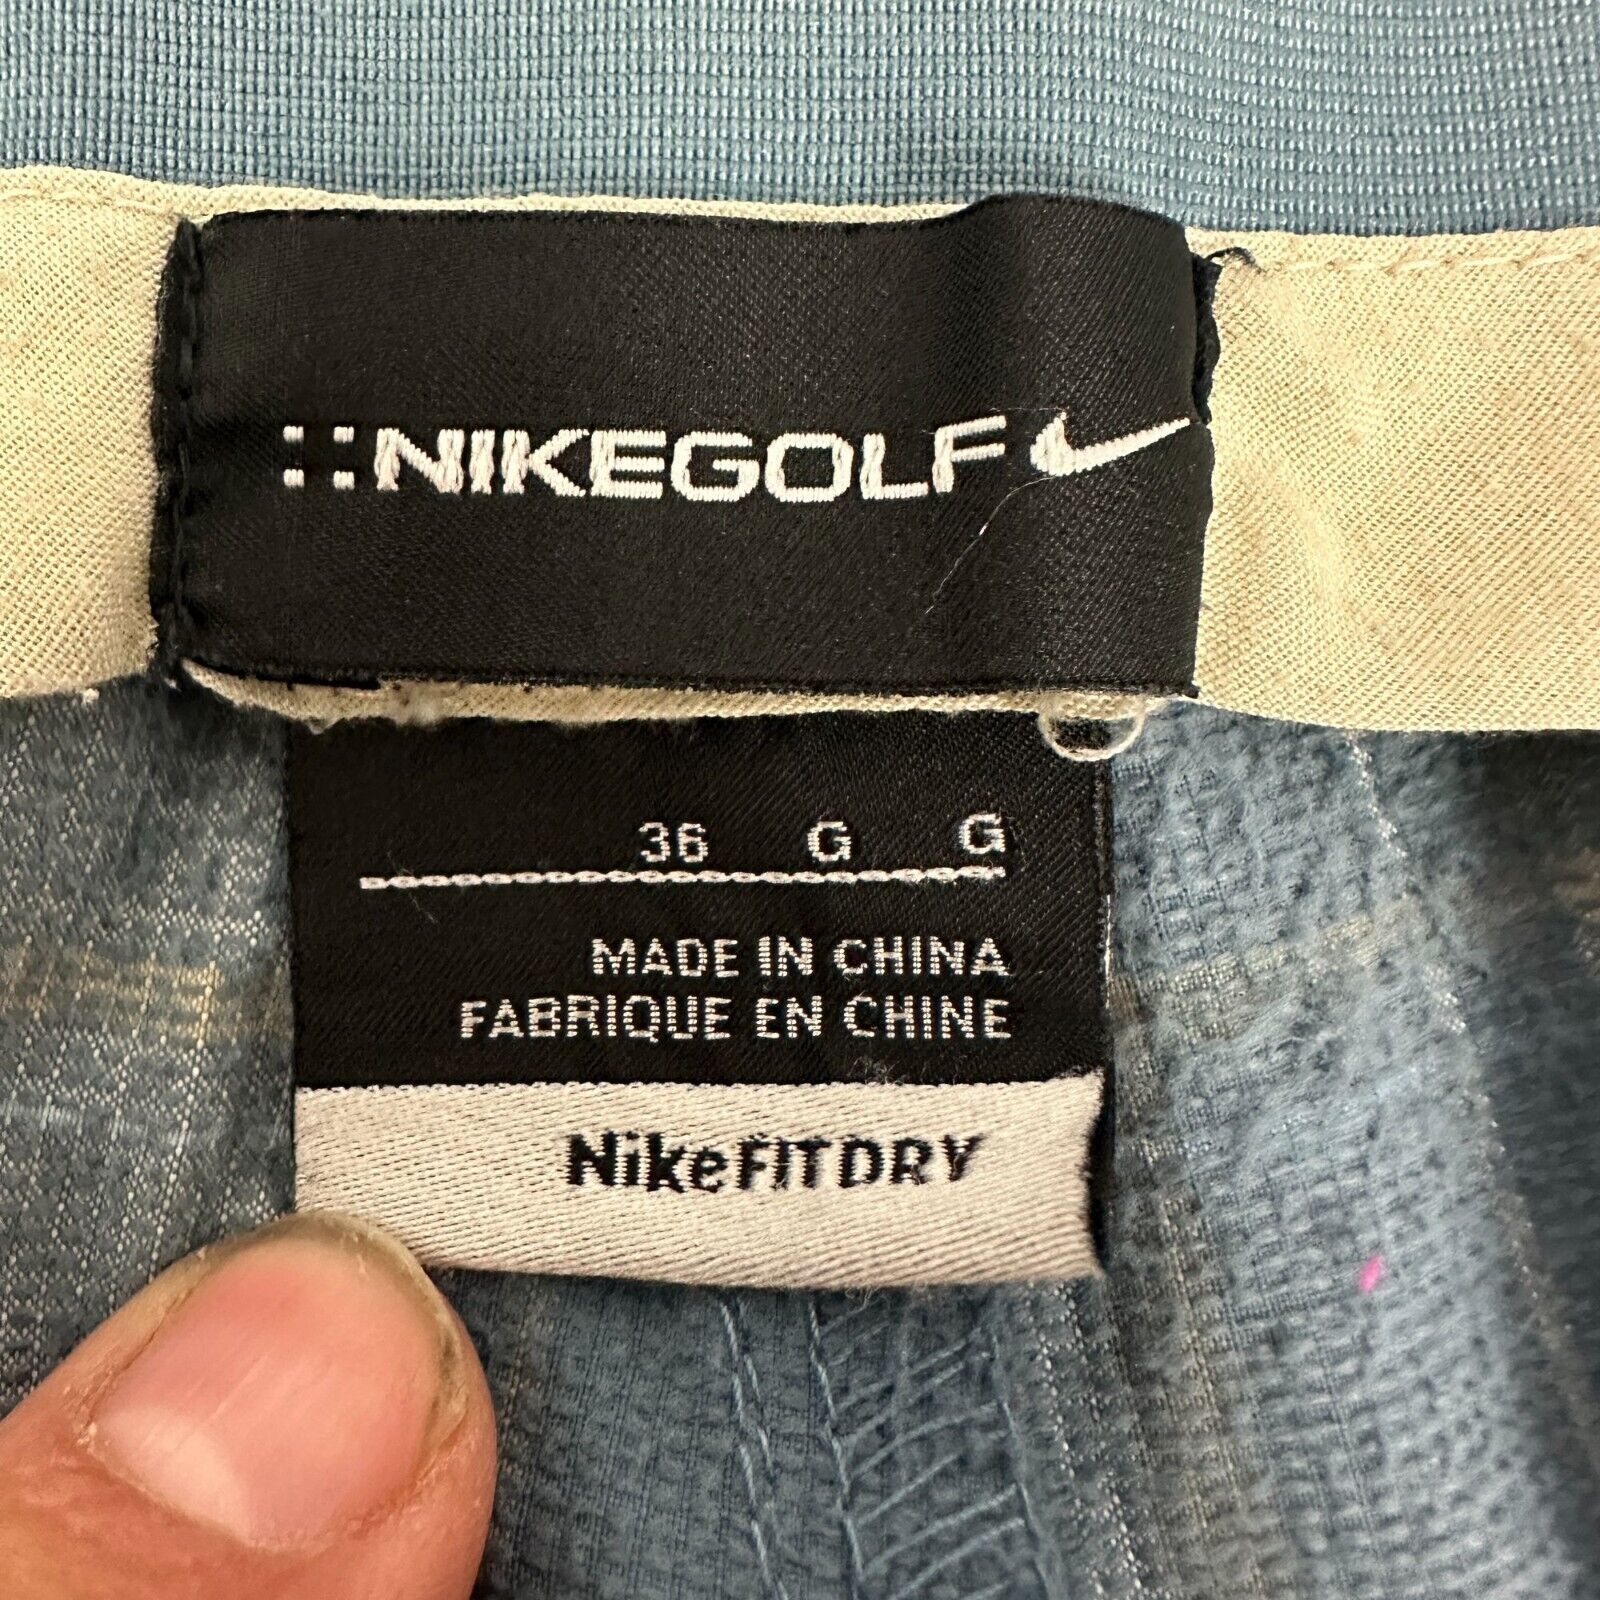 NIKEGOLF
36 G G
MADE IN CHINA
FABRIQUE EN CHINE
NikeFITDRY